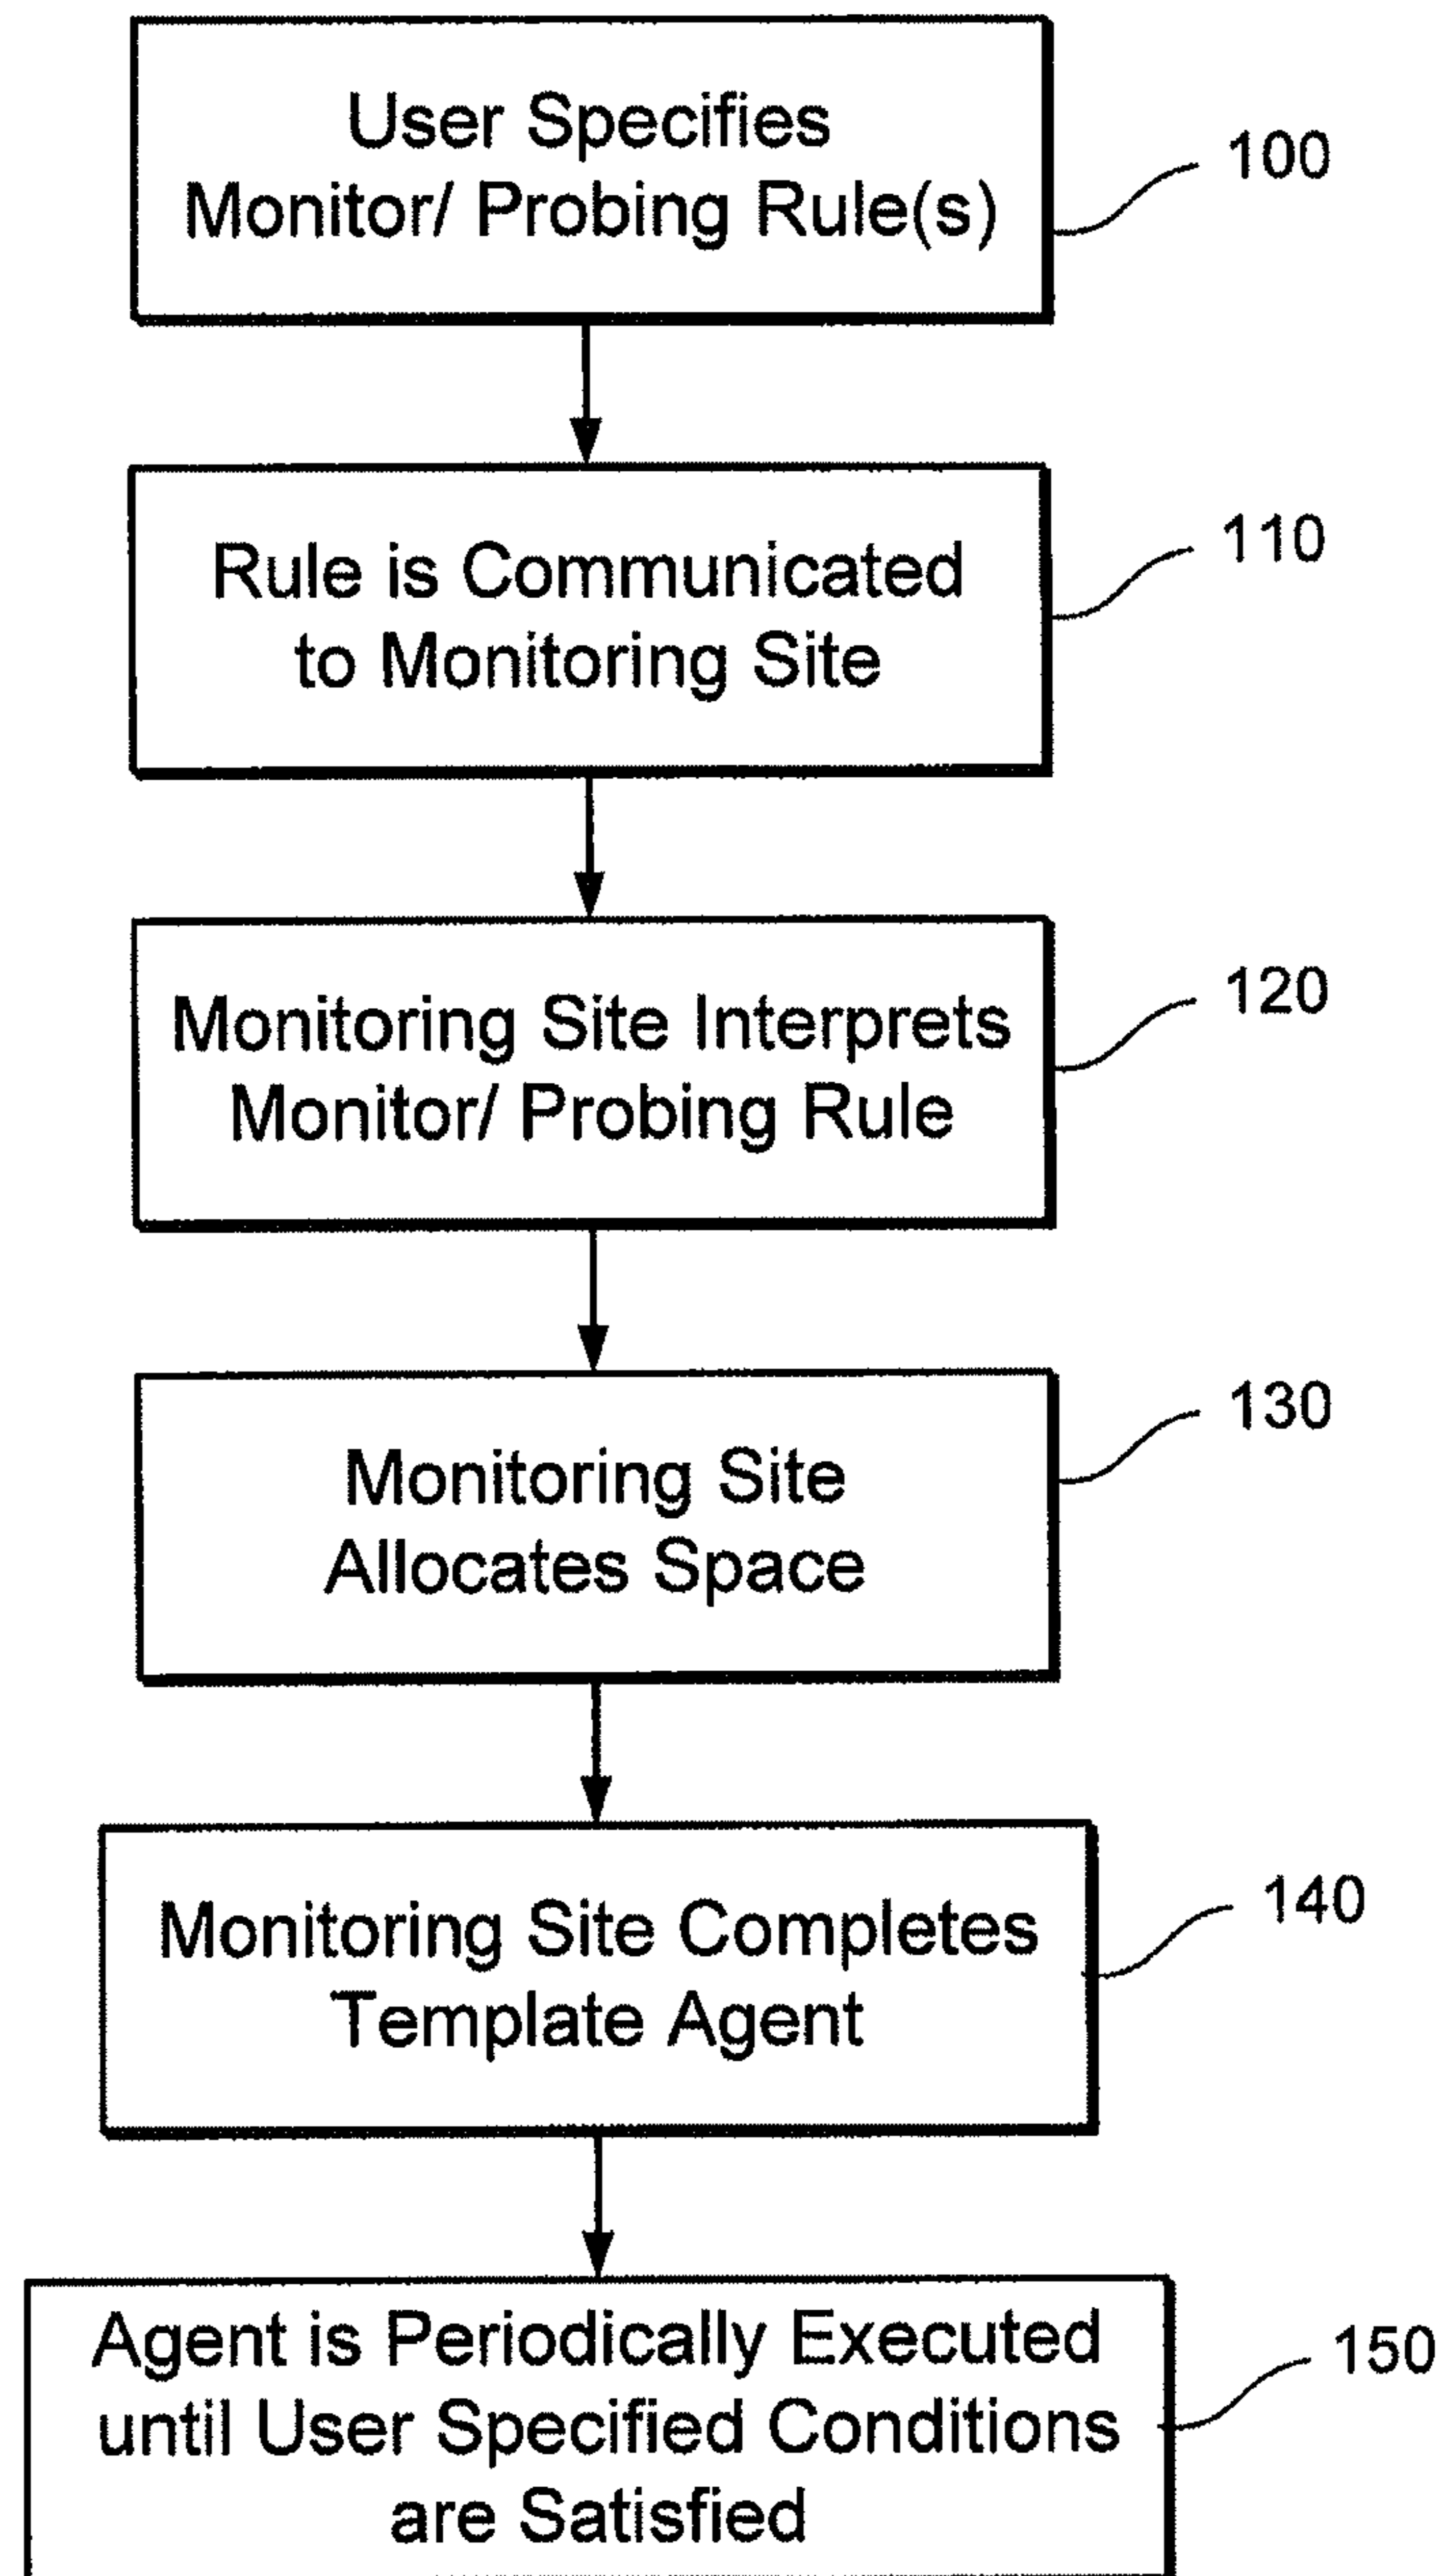 User Specifies
Monitor/ Probing Rule(s)
100
Rule is Communicated
to Monitoring Site
110
Monitoring Site Interprets
Monitor/ Probing Rule
120
Monitoring Site
Allocates Space
130
Monitoring Site Completes
Template Agent
140
Agent is Periodically Executed
until User Specified Conditions
are Satisfied
150